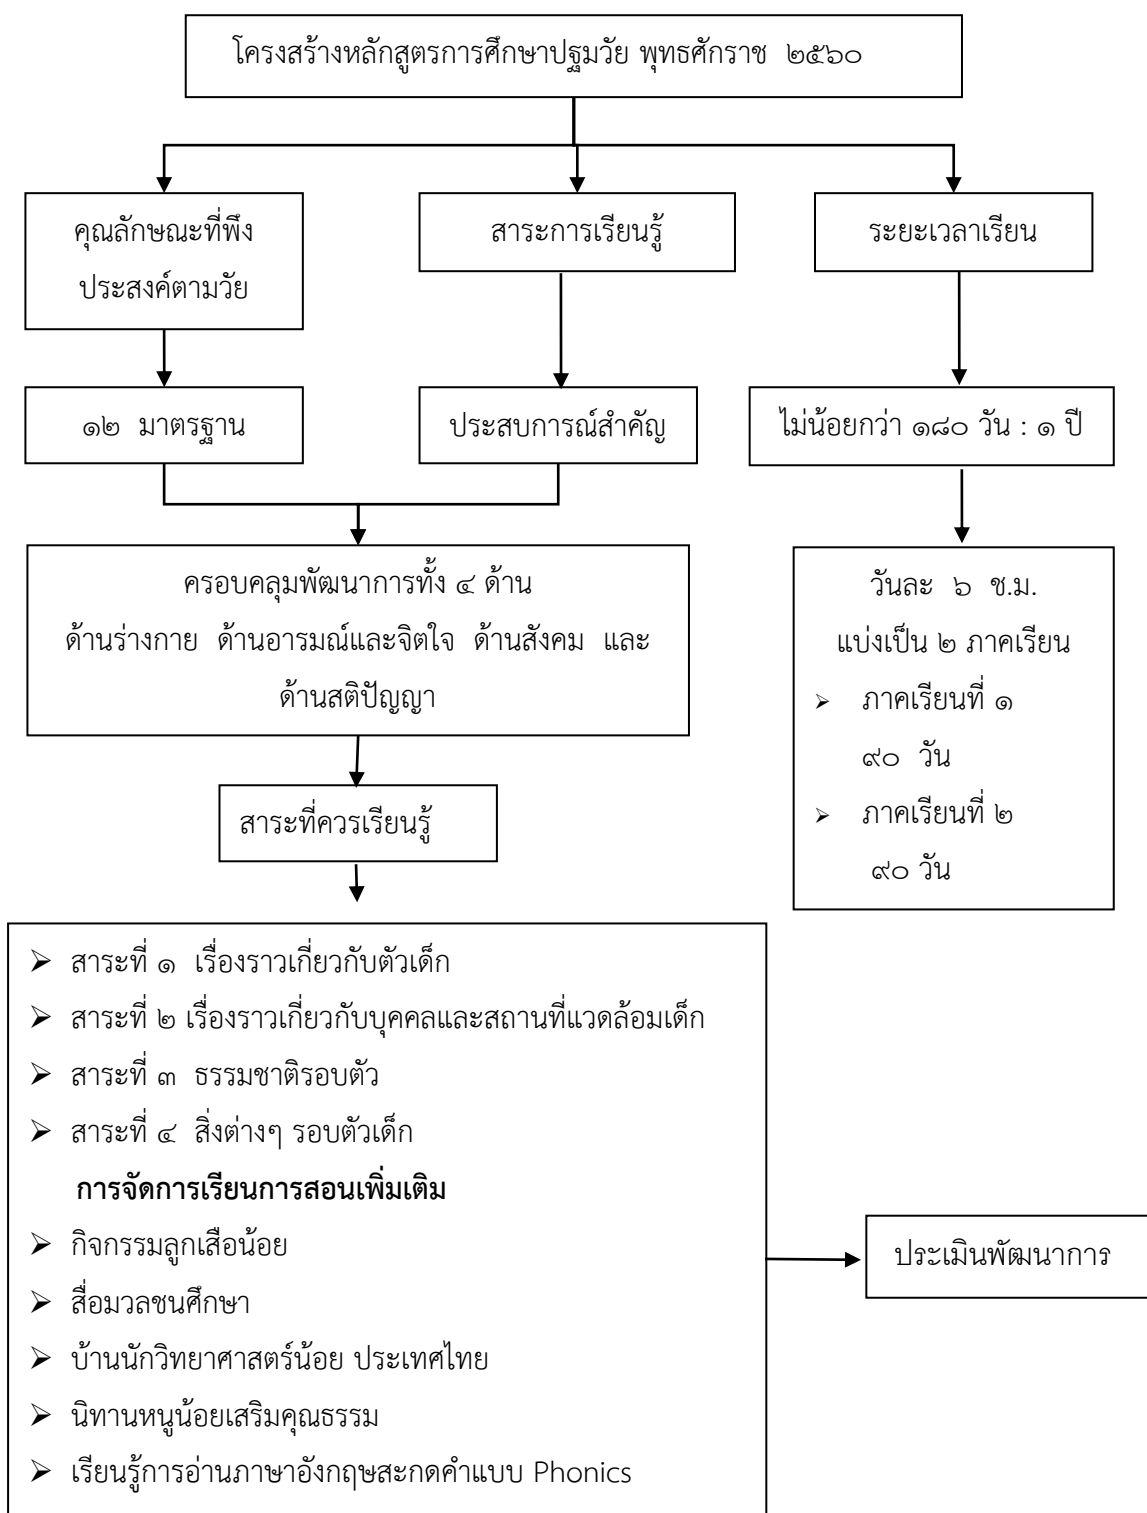 โครงสร้างหลักสูตรการศึกษาปฐมวัย พุทธศักราช ๒๕๖๐
คุณลักษณะที่พึง
ประสงค์ตามวัย
สาระการเรียนรู้
ระยะเวลาเรียน
๑๒ มาตรฐาน
ประสบการณ์สำคัญ
ไม่น้อยกว่า ๑๘๐ วัน : ๑ ปี
ครอบคลุมพัฒนาการทั้ง ๔ ด้าน
ด้านร่างกาย ด้านอารมณ์และจิตใจ ด้านสังคม และ
ด้านสติปัญญา
วันละ ๖ ช.ม.
แบ่งเป็น ๒ ภาคเรียน
➢ ภาคเรียนที่ ๑
๙๐ วัน
➢ ภาคเรียนที่ ๒
๙๐ วัน
สาระที่ควรเรียนรู้
➢ สาระที่ ๑ เรื่องราวเกี่ยวกับตัวเด็ก
➢ สาระที่ ๒ เรื่องราวเกี่ยวกับบุคคลและสถานที่แวดล้อมเด็ก
➢ สาระที่ ๓ ธรรมชาติรอบตัว
➢ สาระที่ ๔ สิ่งต่างๆ รอบตัวเด็ก
การจัดการเรียนการสอนเพิ่มเติม
➢ กิจกรรมลูกเสือน้อย
➢ สื่อมวลชนศึกษา
➢ บ้านนักวิทยาศาสตร์น้อย ประเทศไทย
➢ นิทานหนูน้อยเสริมคุณธรรม
➢ เรียนรู้การอ่านภาษาอังกฤษสะกดคำแบบ Phonics
ประเมินพัฒนาการ